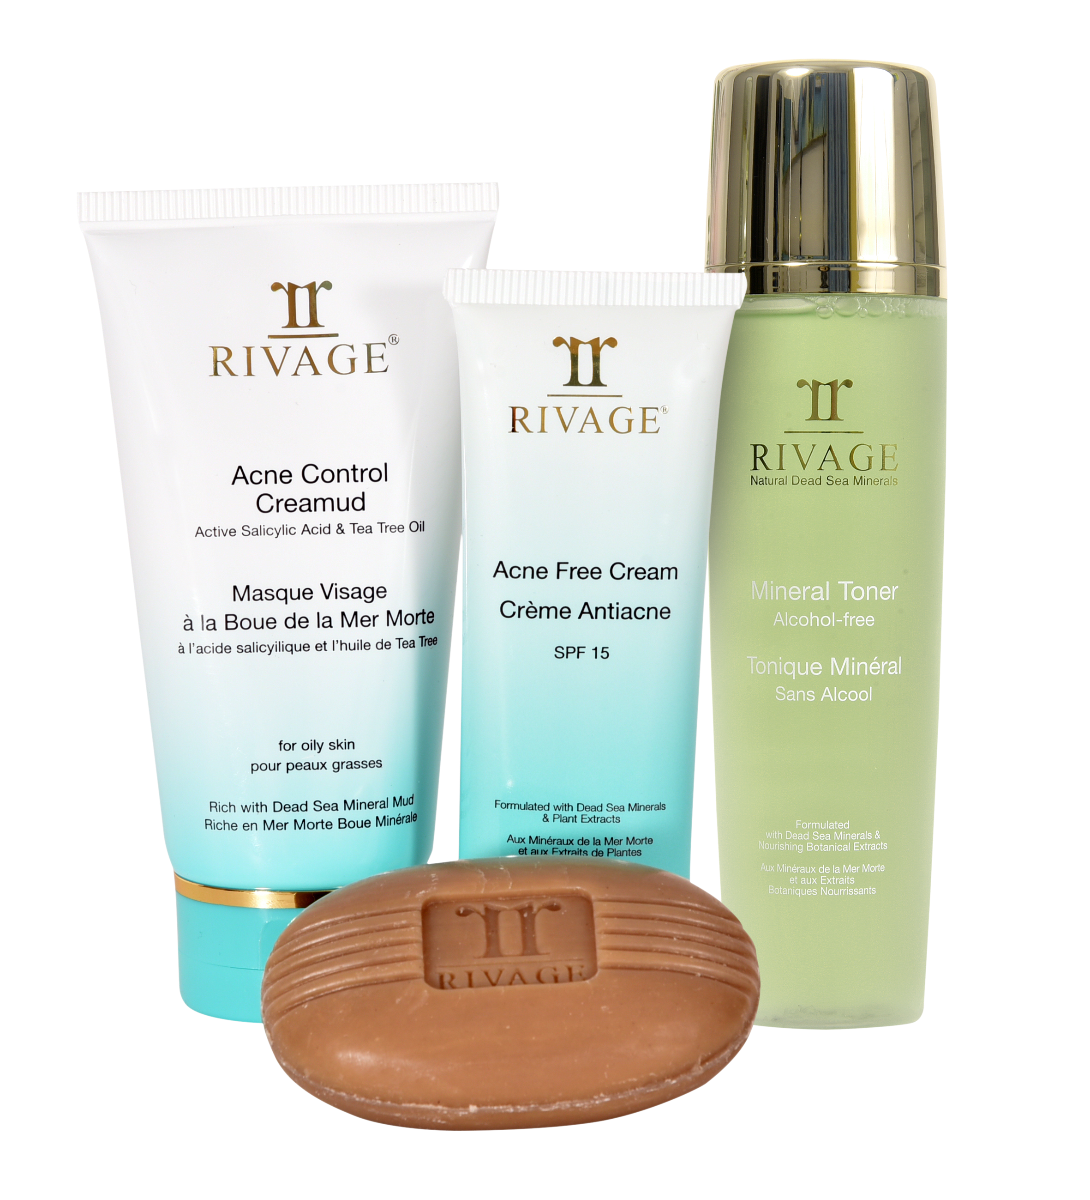 RIVAGE®
Acne Control
Creamud
Active Salicylic Acid & Tea Tree Oil
Masque Visage
à la Boue de la Mer Morte
à l'acide salicyilique et l'huile de Tea Tree
for oily skin
pour peaux grasses
Rich with Dead Sea Mineral Mud
Riche en Mer Morte Boue Minérale
RIVAGE®
Acne Free Cream
Crème Antiacne
SPF 15
Formulated with Dead Sea Minerals
& Plant Extracts
Aux Minéraux de la Mer Morte
et aux Extraits de Plantes
RIVAGE
Natural Dead Sea Minerals
Mineral Toner
Alcohol-free
Tonique Minéral
Sans Alcool
Formulated
with Dead Sea Minerals &
Nourishing Botanical Extracts
Aux Minéraux de la Mer Morte
et aux Extraits
Botaniques Nourrissants
RIVAGE